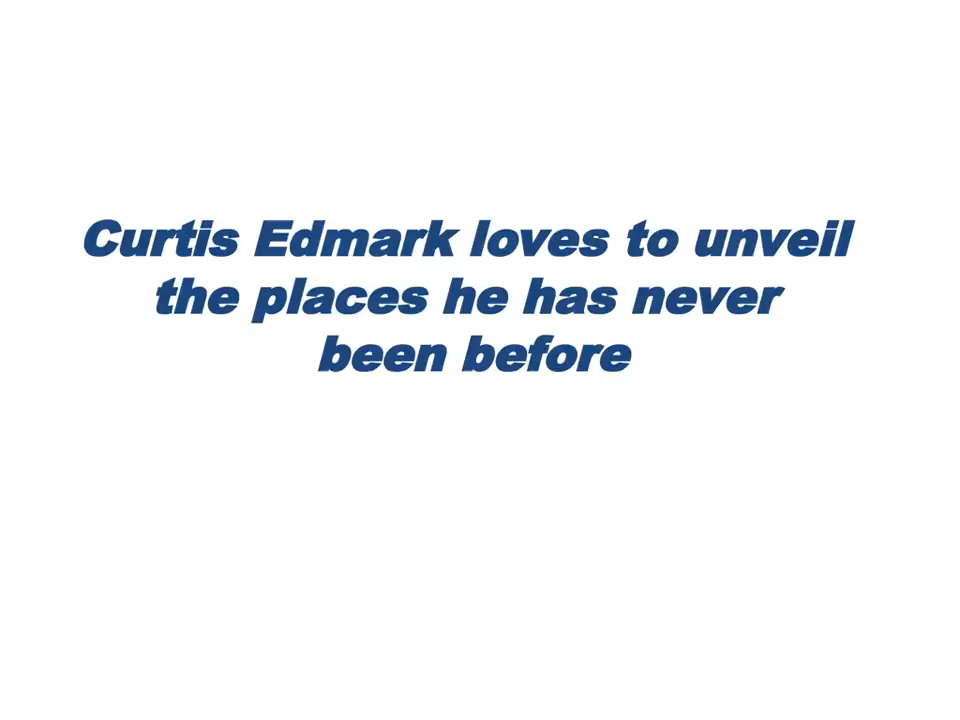 Curtis Edmark loves to unveil
the places he has never
been before